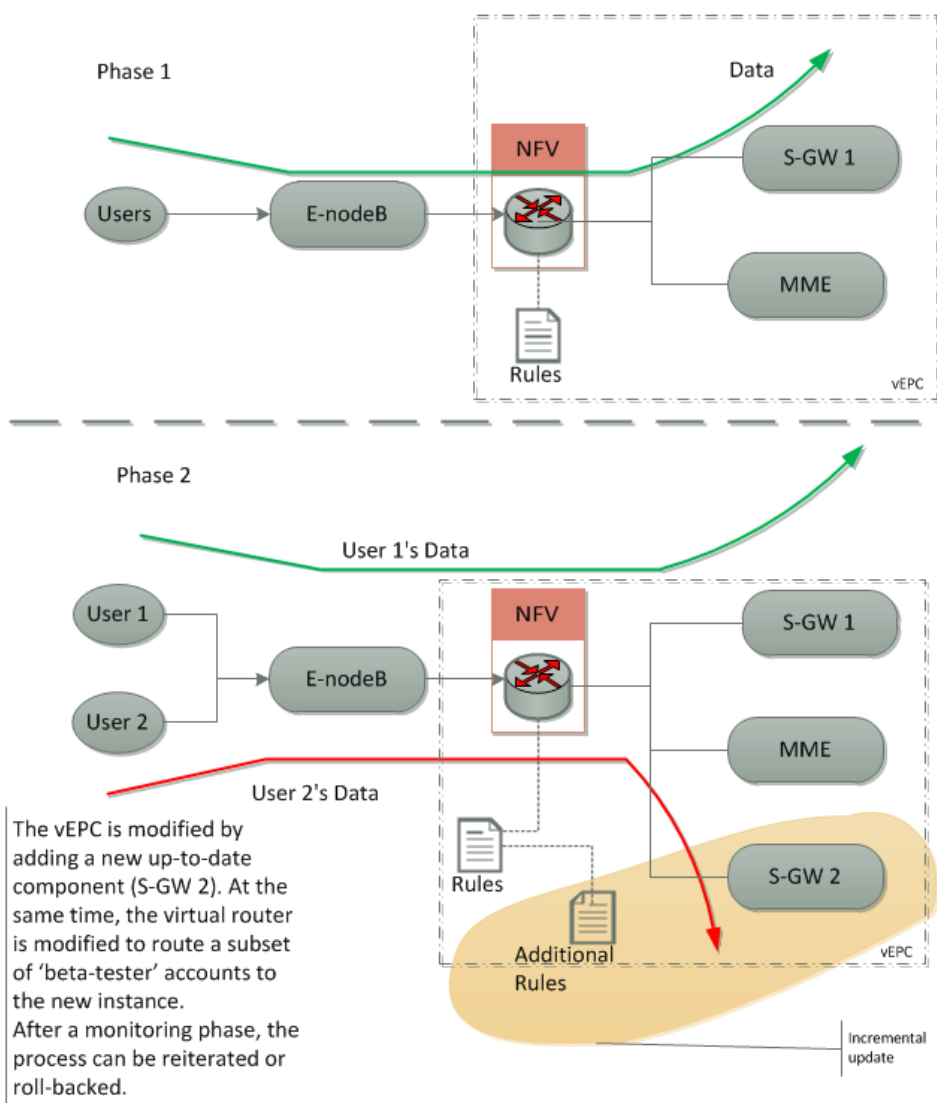 Phase 1
Data
NFV
S-GW 1
Users
E-nodeB
MME
Rules
vEPC
Phase 2
User 1's Data
NFV
S-GW 1
User 1
E-nodeB
User 2
MME
User 2's Data
The vEPC is modified by
adding a new up-to-date
component (S-GW 2). At the
same time, the virtual router
is modified to route a subset
of ‘beta-tester’ accounts to
the new instance.
After a monitoring phase, the
process can be reiterated or
roll-backed.
Rules
S-GW 2
Additional
Rules
vEPC
Incremental
update